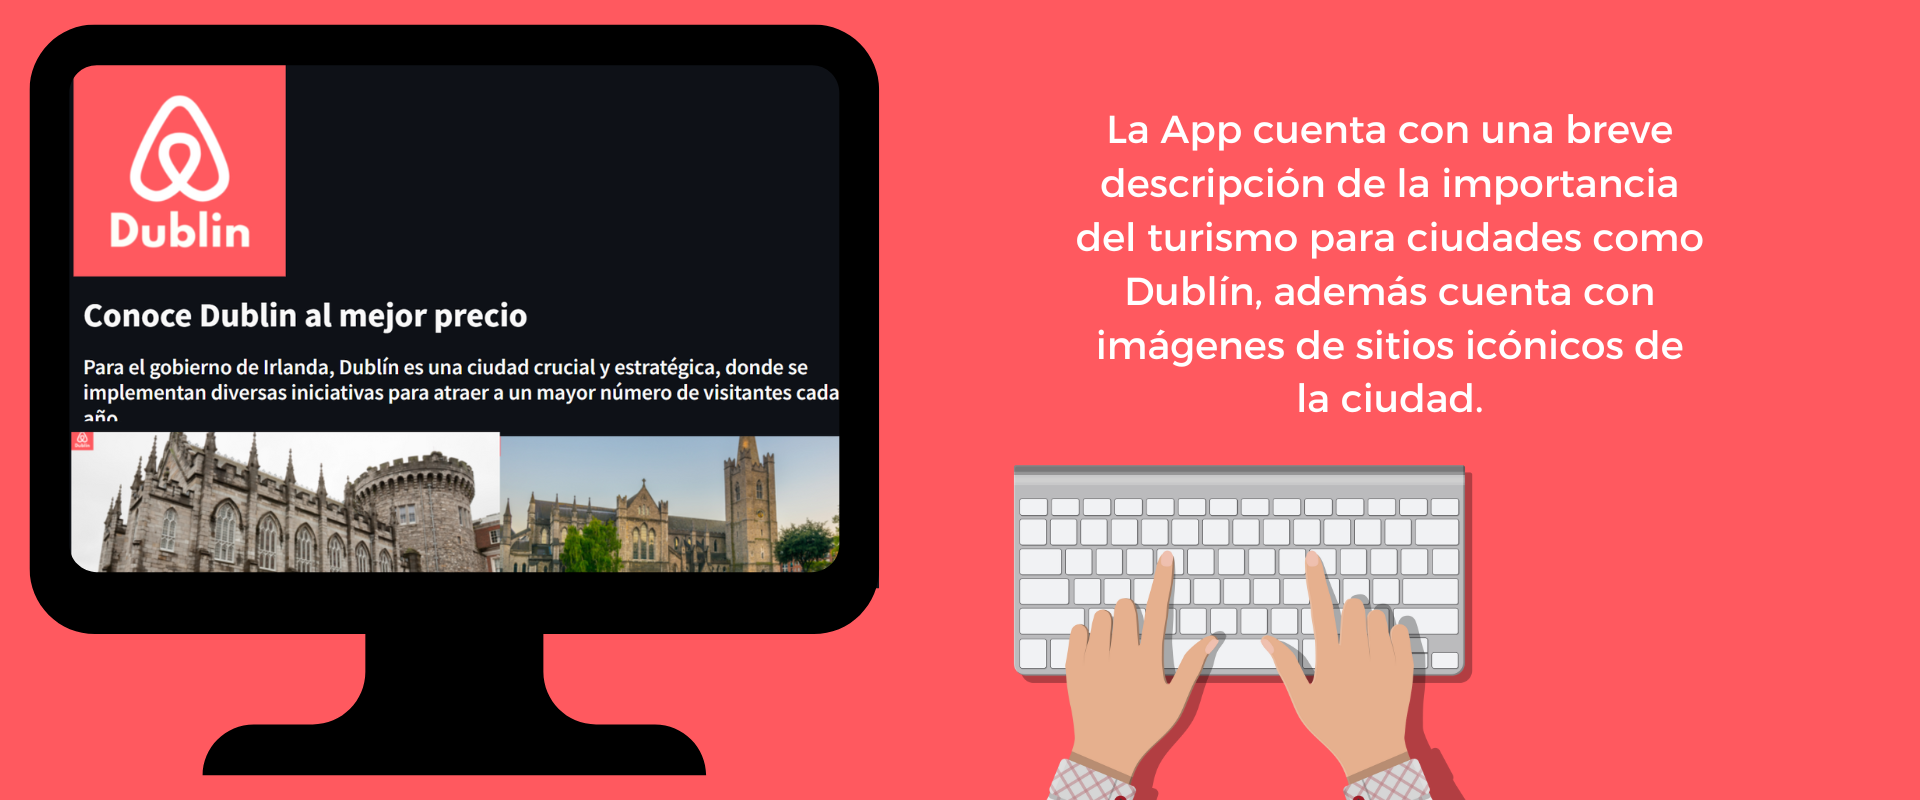 Dublin
Conoce Dublin al mejor precio
Para el gobierno de Irlanda, Dublín es una ciudad crucial y estratégica, donde se
implementan diversas iniciativas para atraer a un mayor número de visitantes cada
año
Dublin
La App cuenta con una breve
descripción de la importancia
del turismo para ciudades como
Dublín, además cuenta con
imágenes de sitios icónicos de
la ciudad.